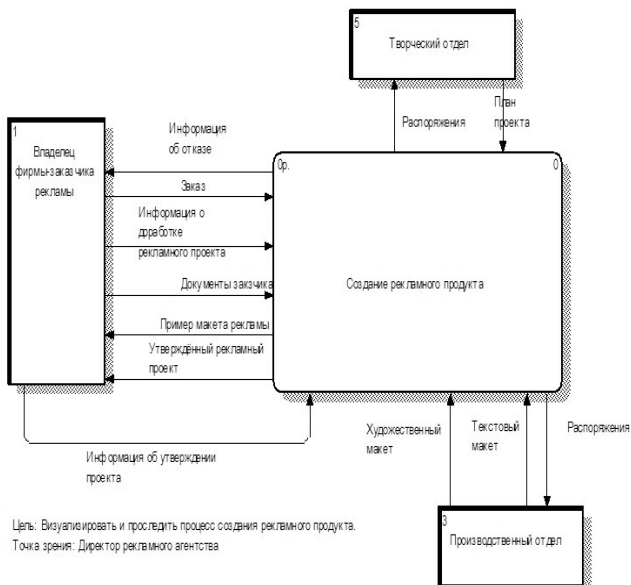 5
Творческий отдел
Распоряжения
План
проекта
1
Владелец
фирмы-заказчика
рекламы
Информация
об отказе
Заказ
Информация о
доработке
рекламного проекта
Документы закзчика
Пример макета рекламы
Утверждённый рекламный
проект
0р.
0
Создание рекламного продукта
Информация об утверждении
проекта
Художественный
макет
Текстовый
макет
Распоряжения
3
Производственный отдел
Цель: Визуализировать и проследить процесс создания рекламного продукта.
Точка зрения: Директор рекламного агентства